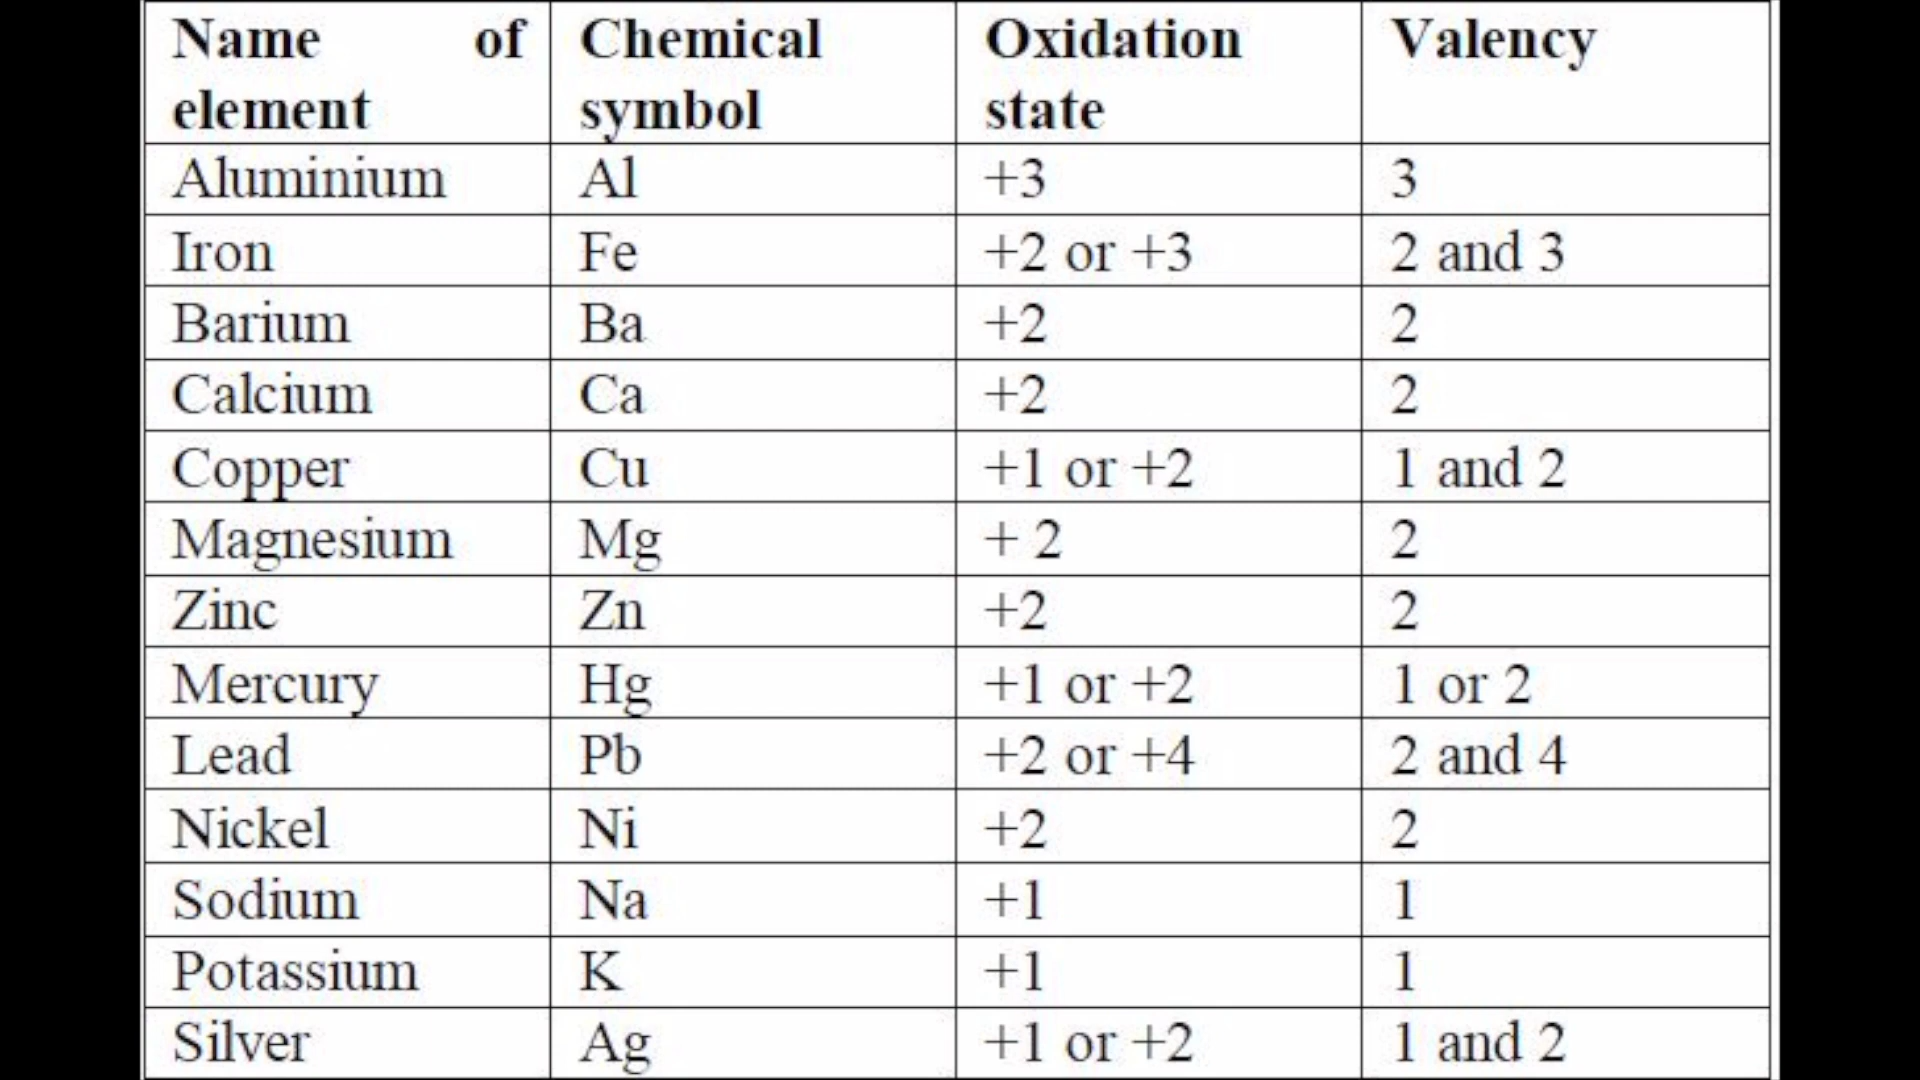 Name of element Chemical symbol Oxidation state Valency
Aluminium Al +3 3
Iron Fe +2 or +3 2 and 3
Barium Ba +2 2
Calcium Ca +2 2
Copper Cu +1 or +2 1 and 2
Magnesium Mg + 2 2
Zinc Zn +2 2
Mercury Hg +1 or +2 1 or 2
Lead Pb +2 or +4 2 and 4
Nickel Ni +2 2
Sodium Na +1 1
Potassium K +1 1
Silver Ag +1 or +2 1 and 2